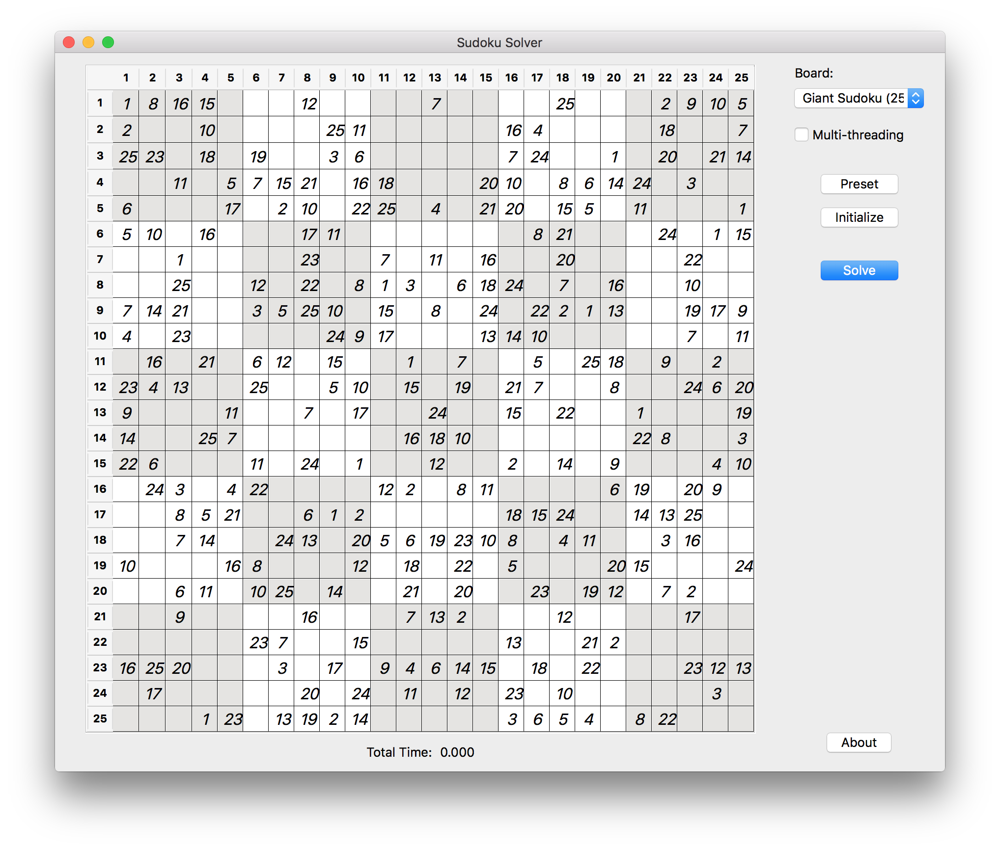 Sudoku Solver
1 2 3 4 5 6 7 8 9 10 11 12 13 14 15 16 17 18 19 20 21 22 23 24 25
Board:
Giant Sudoku (25
Multi-threading
Preset
Initialize
Solve
1 1 8 16 15 12 7 25 2 9 10 5
2 2 10 25 11 16 4 18 7
3 25 23 18 19 3 6 7 24 1 20 21 14
4 11 5 7 15 21 16 18 20 10 8 6 14 24 3
5 6 17 2 10 22 25 4 21 20 15 5 11 1
6 5 10 16 17 11 8 21 24 1 15
7 1 23 7 11 16 20 22
8 25 12 22 8 1 3 6 18 24 7 16 10
9 7 14 21 3 5 25 10 15 8 24 22 2 1 13 19 17 9
10 4 23 24 9 17 13 14 10 7 11
11 16 21 6 12 15 1 7 5 25 18 9 2
12 23 4 13 25 5 10 15 19 21 7 8 24 6 20
13 9 11 7 17 24 15 22 1 19
14 14 25 7 16 18 10 22 8 3
15 22 6 11 24 1 12 2 14 9 4 10
16 24 3 4 22 12 2 8 11 6 19 20 9
17 8 5 21 6 1 2 18 15 24 14 13 25
18 7 14 24 13 20 5 6 19 23 10 8 4 11 3 16
19 10 16 8 12 18 22 5 20 15 24
20 6 11 10 25 14 21 20 23 19 12 7 2
21 9 16 7 13 2 12 17
22 23 7 15 13 21 2
23 16 25 20 3 17 9 4 6 14 15 18 22 23 12 13
24 17 20 24 11 12 23 10 3
25 1 23 13 19 2 14 3 6 5 4 8 22
Total Time: 0.000
About